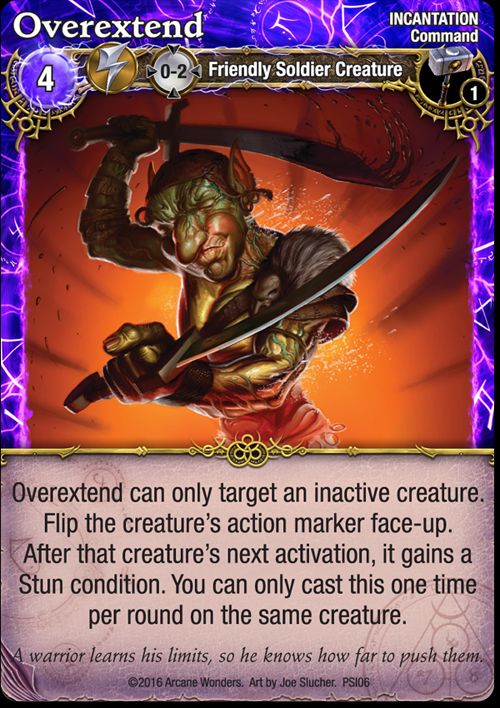 Overextend
INCANTATION
Command
4
0-2
Friendly Soldier Creature
1
Overextend can only target an inactive creature.
Flip the creature's action marker face-up.
After that creature's next activation, it gains a
Stun condition. You can only cast this one time
per round on the same creature.
A warrior learns his limits, so he knows how far to push them.
©2016 Arcane Wonders.  Art by Joe Slucher.  PSI06